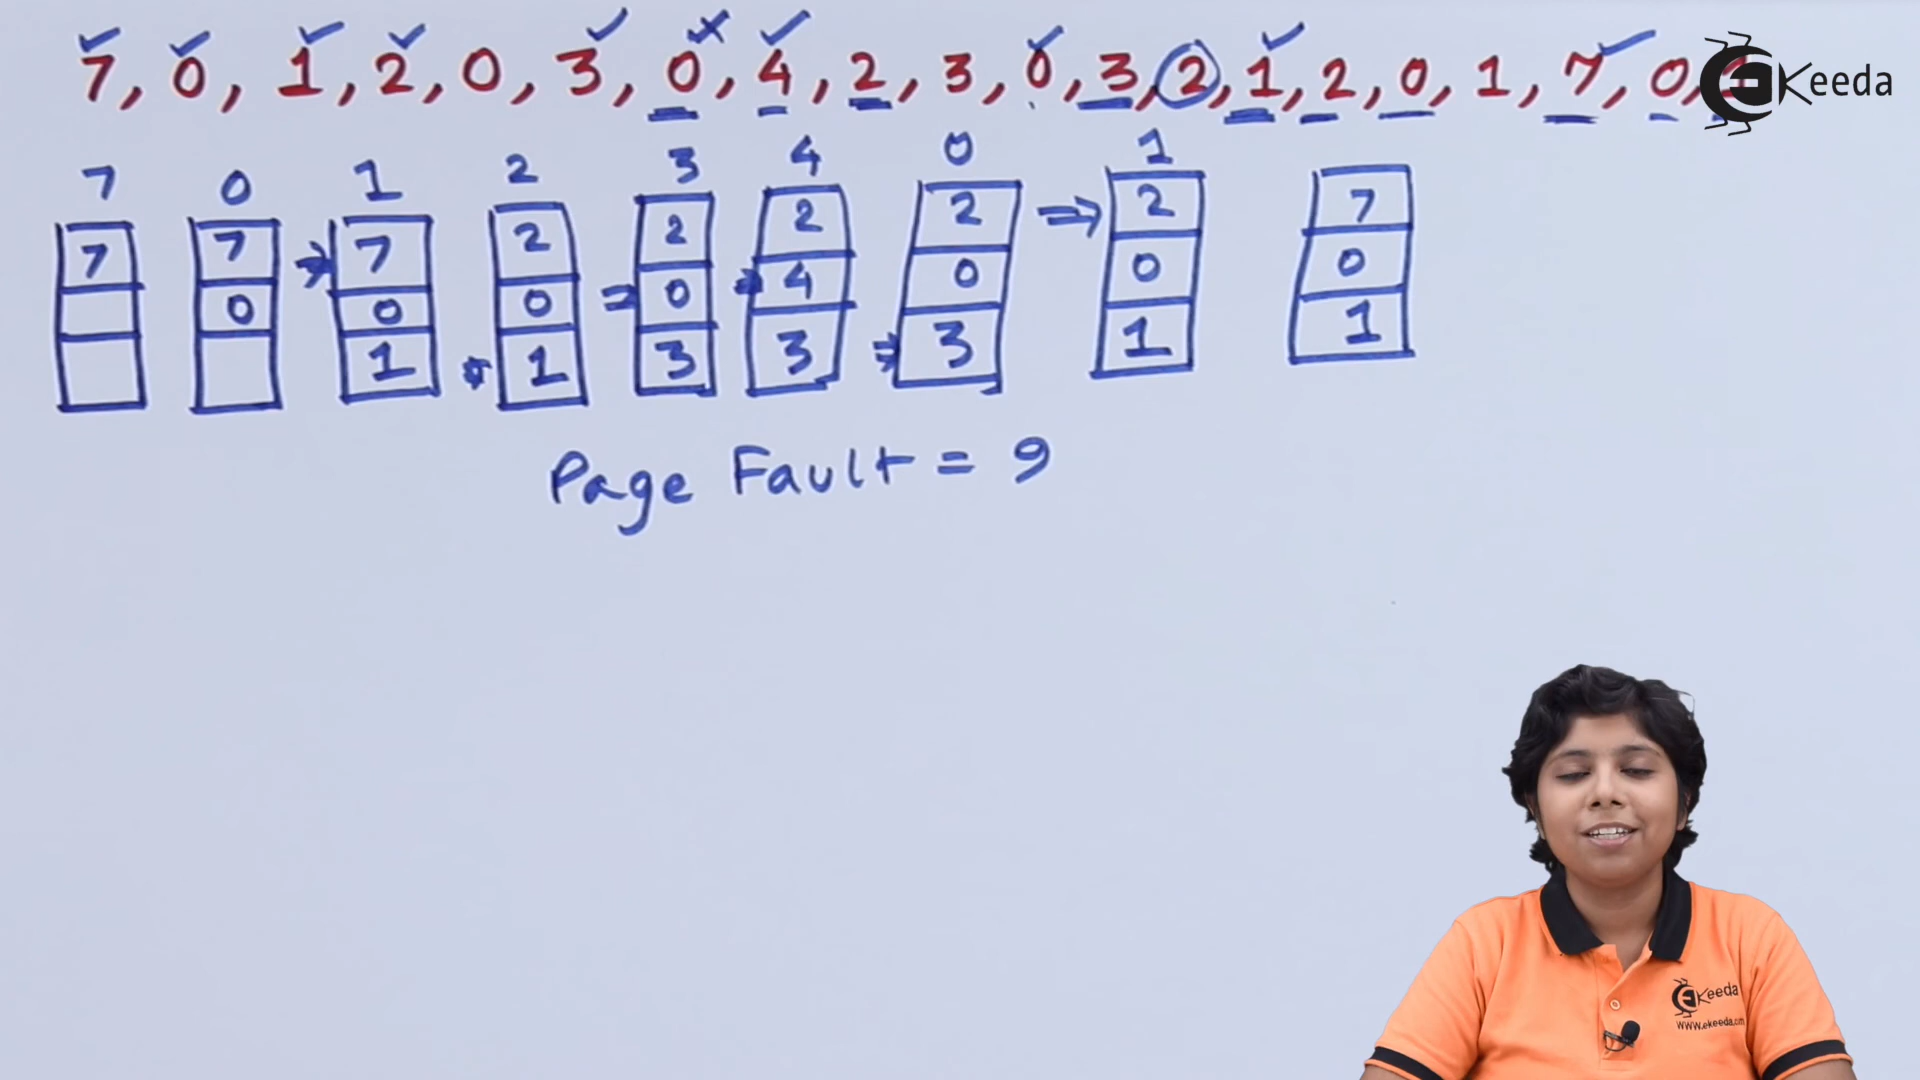 7, 0, 1, 2, 0, 3, 0, 4, 2, 3, 0, 3, 2, 1, 2, 0, 1, 7, 0,
Keeda
7 0 1 2 3 4 0 1
7 7 7 2 2 2 2 2 7
0 0 0 0 4 0 0 0
1 1 3 3 3 1 1
Page Fault = 9
Keeda
www.ekeeda.com